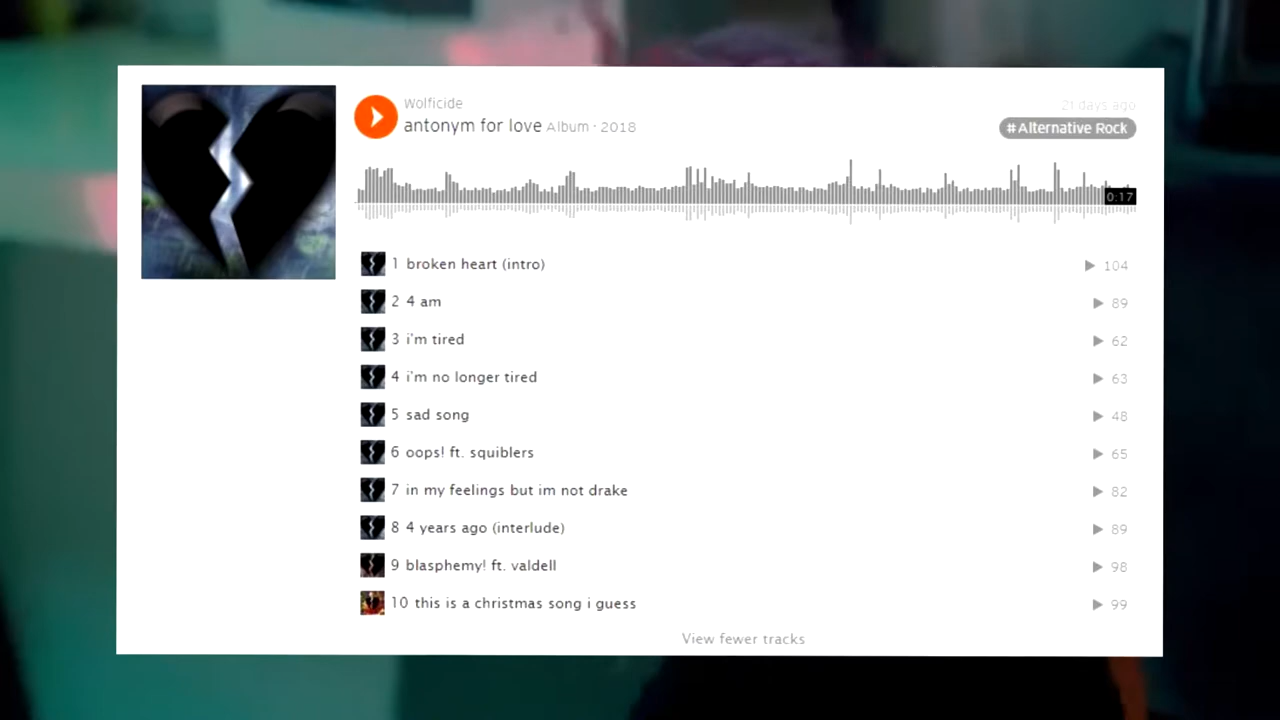 Wolficide
21 days ago
antonym for love Album · 2018
#Alternative Rock
0:17
1 broken heart (intro)
104
2 4 am
89
3 i'm tired
62
4 i'm no longer tired
63
5 sad song
48
6 oops! ft. squiblers
65
7 in my feelings but im not drake
82
8 4 years ago (interlude)
89
9 blasphemy! ft. valdell
98
10 this is a christmas song i guess
99
View fewer tracks